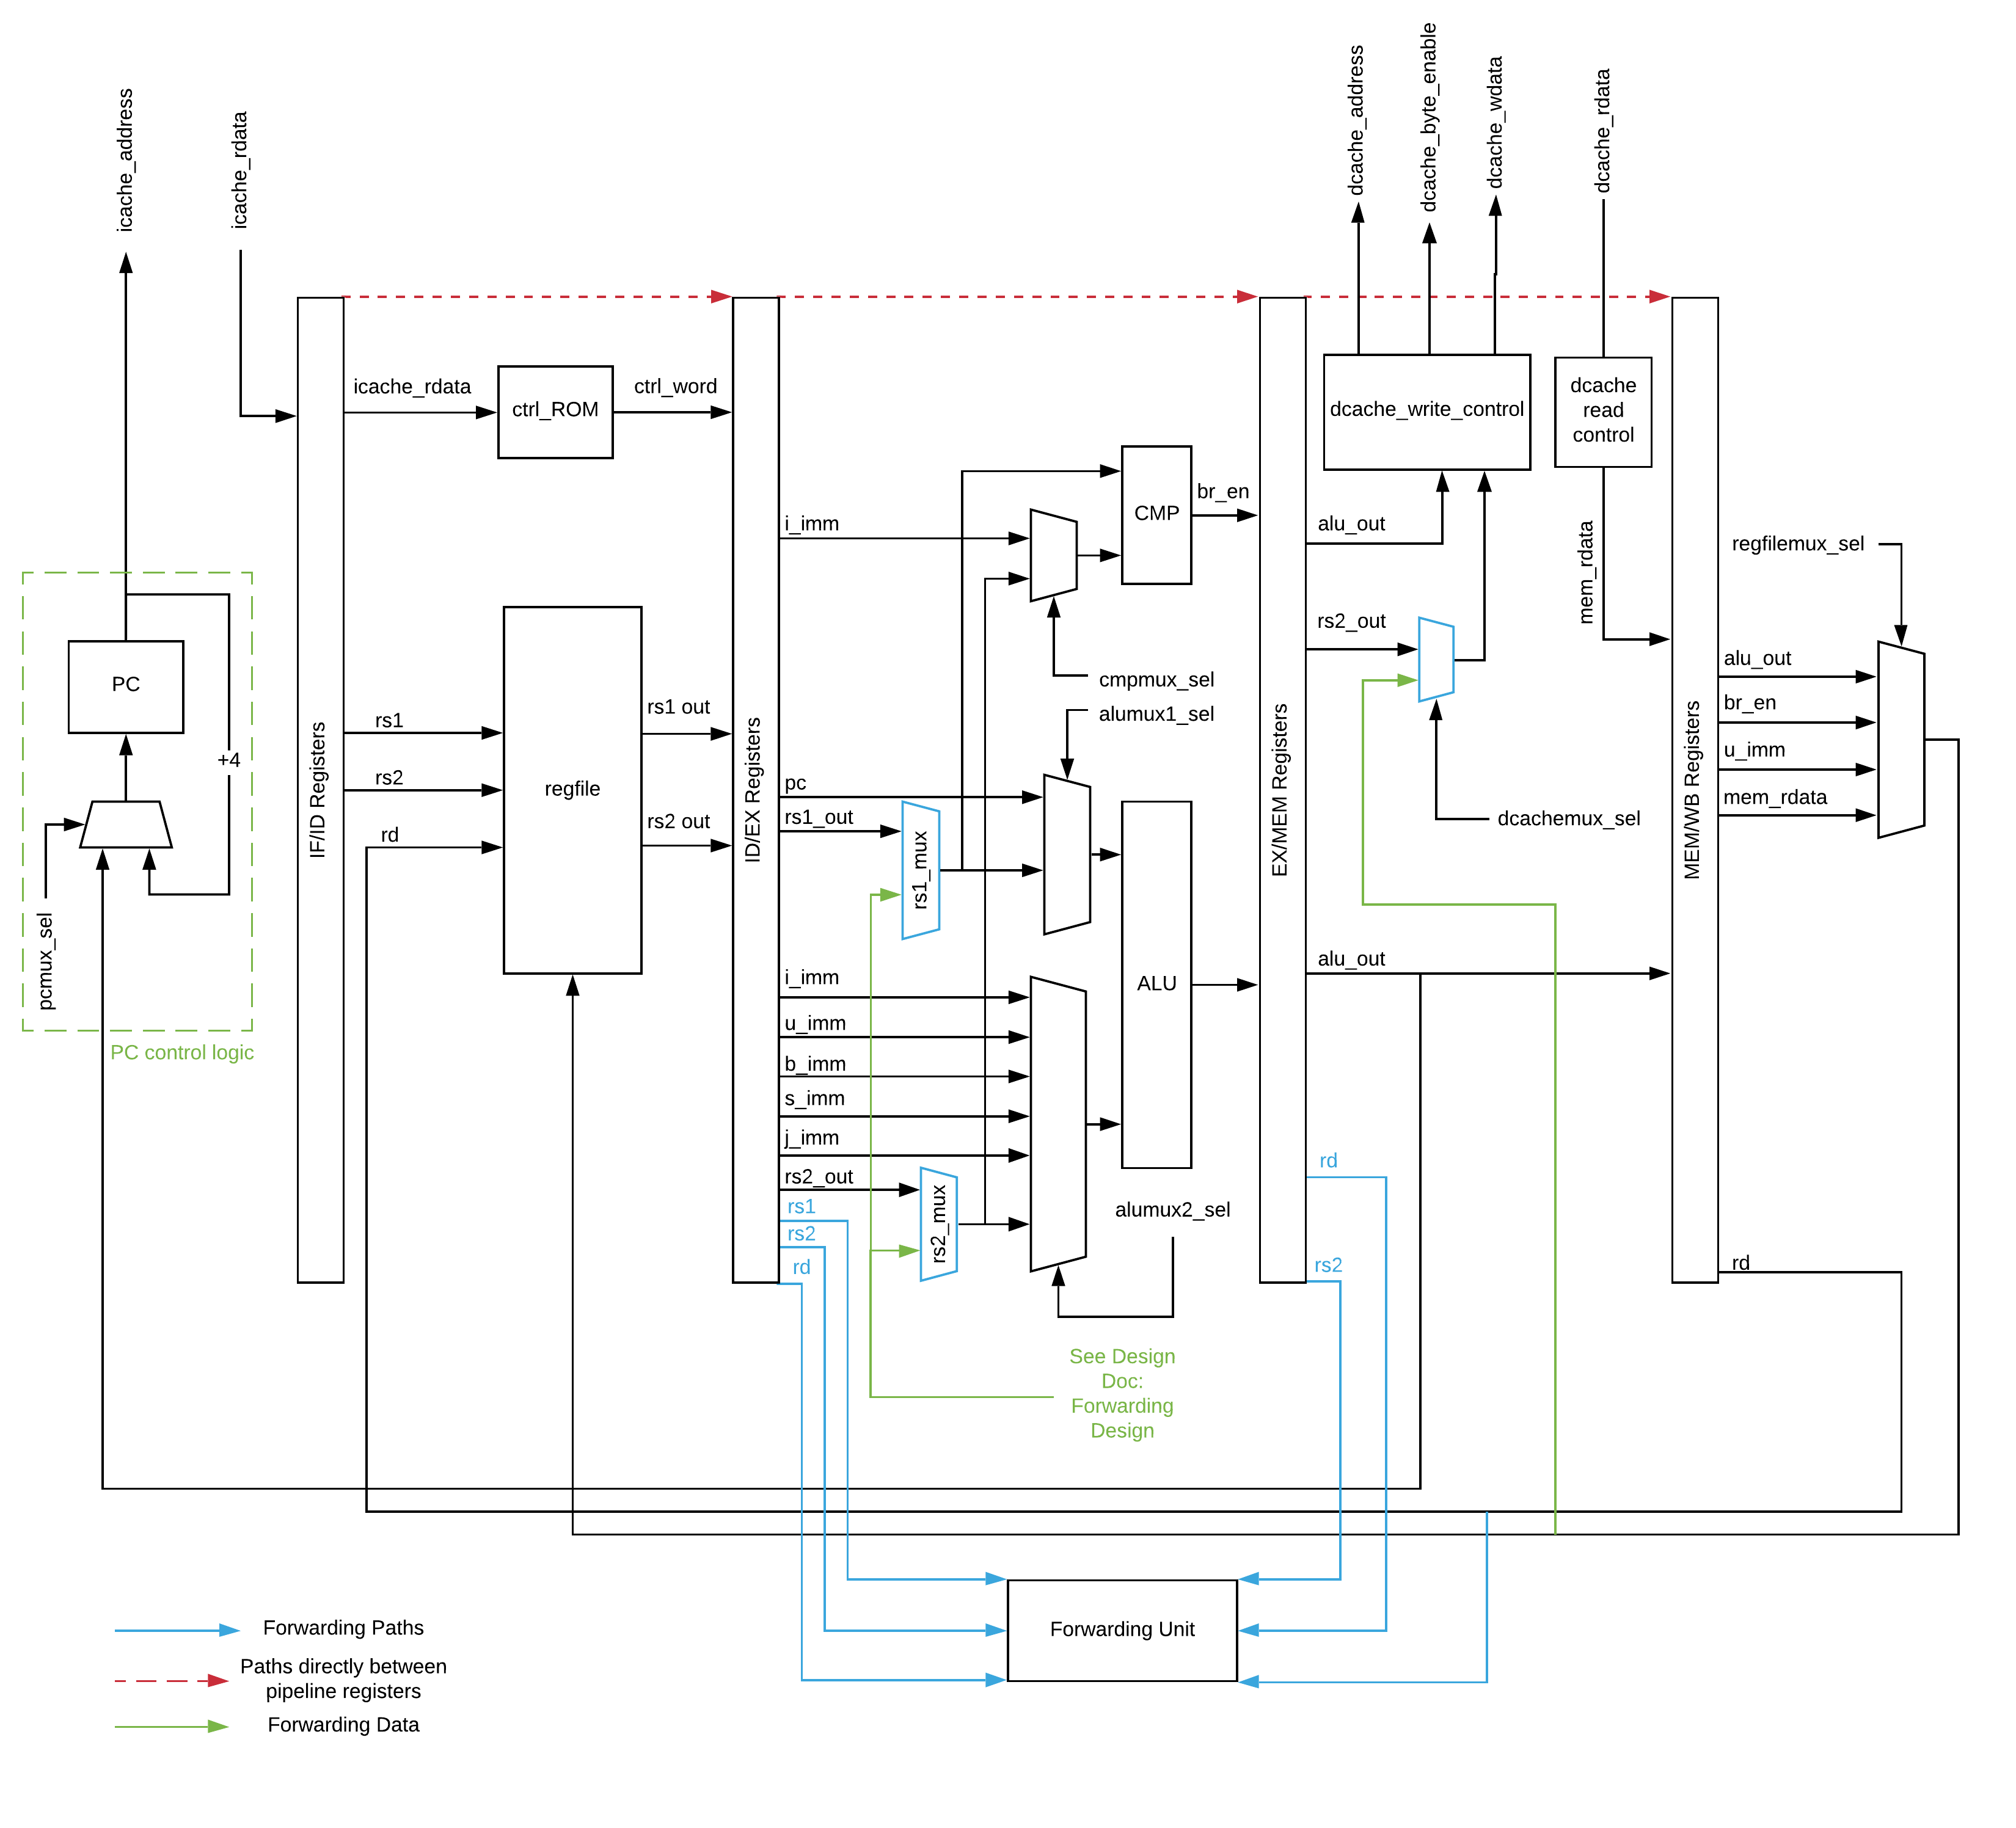 icache_address
icache_rdata
dcache_address
dcache_byte_enable
dcache_wdata
dcache_rdata
icache_rdata
ctrl_ROM
ctrl_word
dcache_write_control
dcache
read
control
i_imm
CMP
br_en
alu_out
mem_rdata
regfilemux_sel
PC
+4
pcmux_sel
PC control logic
IF/ID Registers
rs1
rs2
rd
regfile
rs1 out
rs2 out
ID/EX Registers
cmpmux_sel
alumux1_sel
pc
rs1_out
rs1_mux
i_imm
u_imm
b_imm
s_imm
j_imm
rs2_out
rs1
rs2
rd
rs2_mux
ALU
alumux2_sel
See Design
Doc:
Forwarding
Design
EX/MEM Registers
rs2_out
dcachemux_sel
alu_out
rd
rs2
MEM/WB Registers
alu_out
br_en
u_imm
mem_rdata
rd
Forwarding Unit
Forwarding Paths
Paths directly between
pipeline registers
Forwarding Data